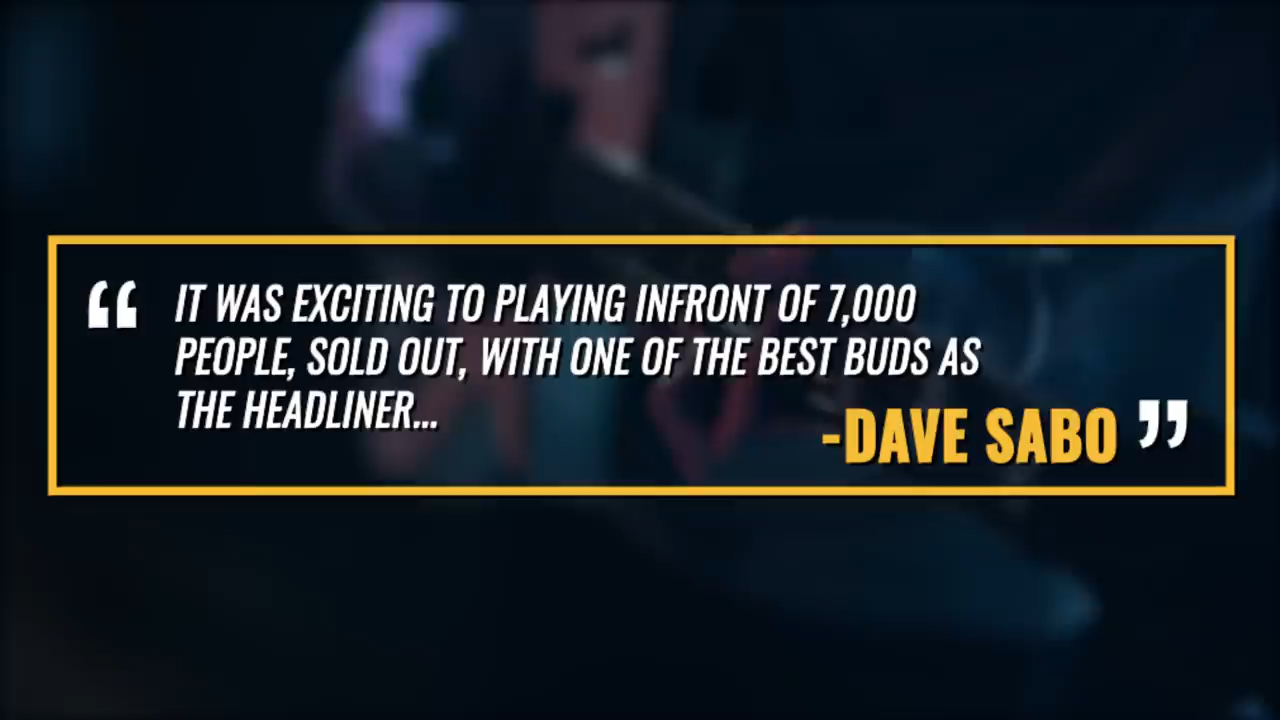 “ IT WAS EXCITING TO PLAYING INFRONT OF 7,000
PEOPLE, SOLD OUT, WITH ONE OF THE BEST BUDS AS
THE HEADLINER...
-DAVE SABO ”